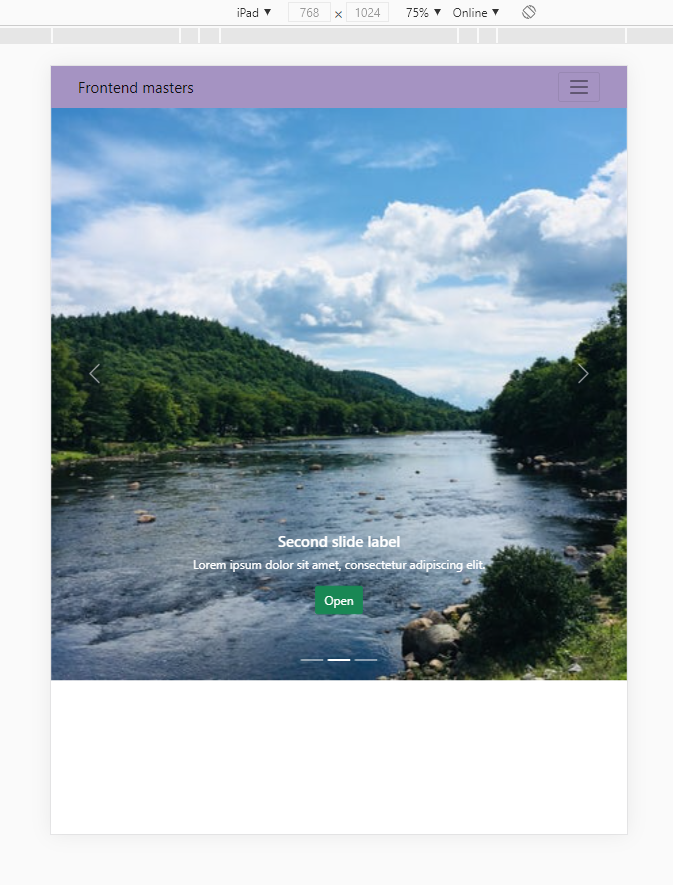 iPad ▼ 768 × 1024 75% ▼ Online ▼
Frontend masters
Second slide label
Lorem ipsum dolor sit amet, consectetur adipiscing elit.
Open